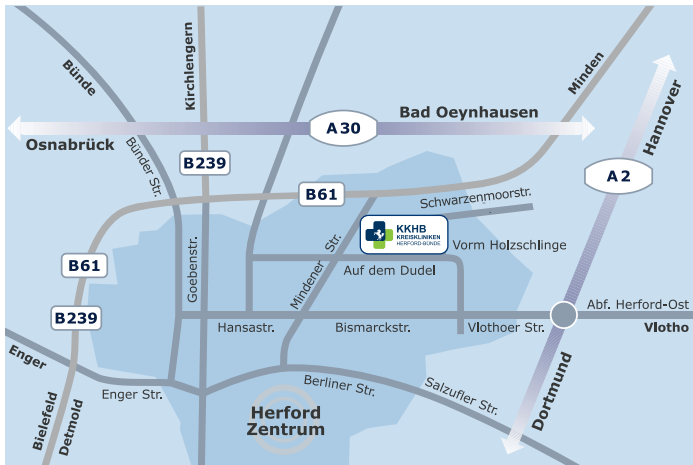 Minden
Bünde
Kirchlengern
Hannover
Bad Oeynhausen
A 30
Osnabrück
Bünder Str.
B239
A 2
B61
Schwarzenmoorstr.
KKHB
KREISKLINIKEN
HERFORD-BÜNDE
Vorm Holzschlinge
Goebenstr.
Mindener Str.
B61
Auf dem Dudel
Abf. Herford-Ost
B239
Hansastr.
Bismarckstr.
Vlothoer Str.
Vlotho
Enger
Enger Str.
Berliner Str.
Salzufler Str.
Dortmund
Herford
Zentrum
Bielefeld
Detmold